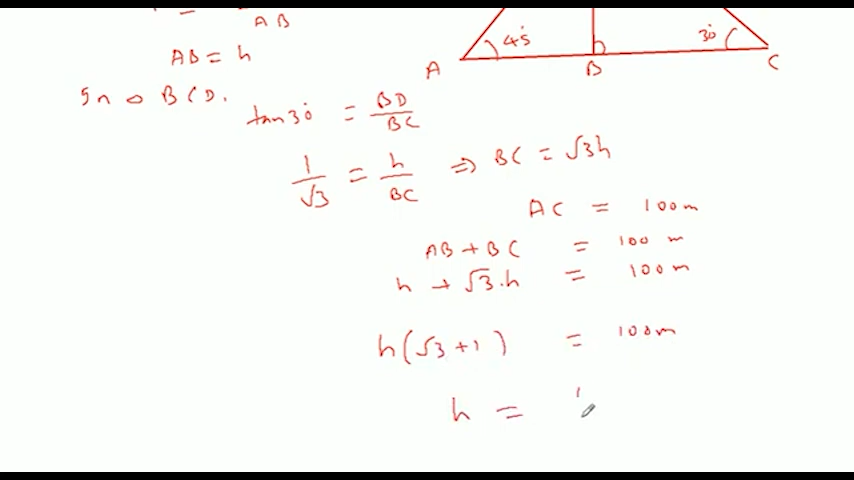 AB
AB = h
45
30
A
B
C
In △ BCD.
tan 30 = BD/BC
1/√3 = h/BC ⇒ BC = √3h
AC = 100m
AB + BC = 100 m
h + √3.h = 100m
h(√3+1) = 100m
h =